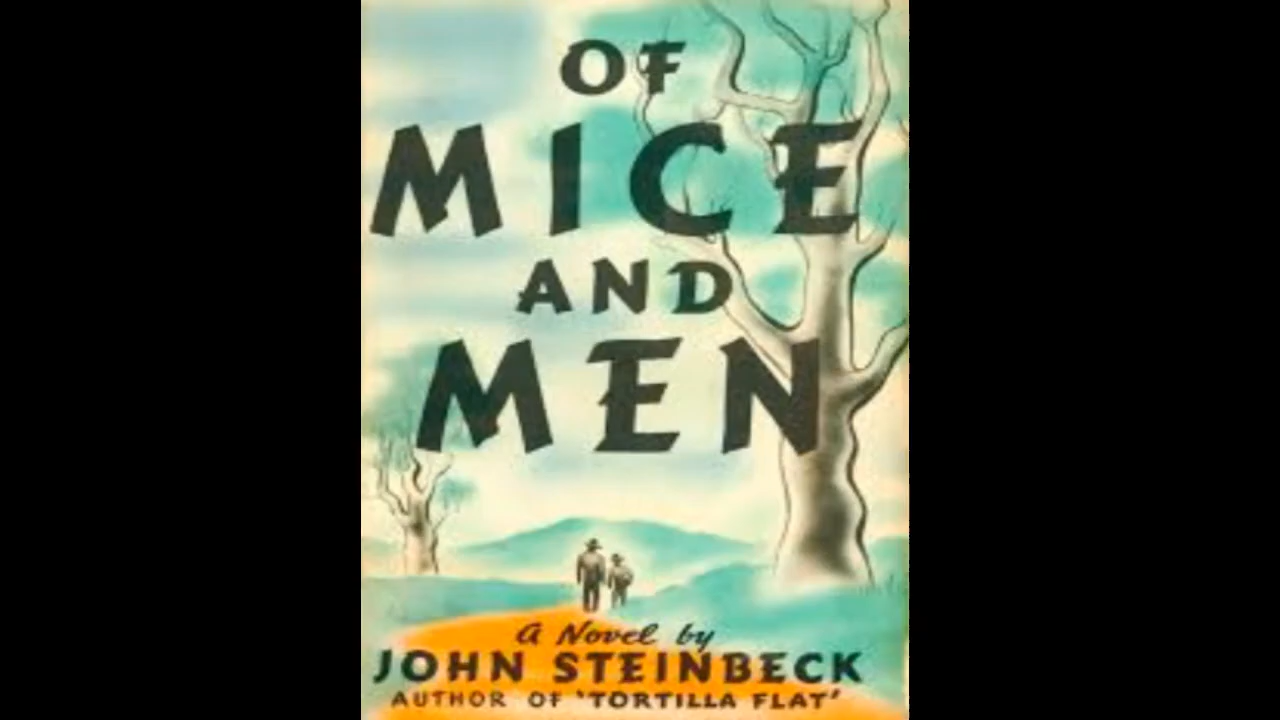 OF
MICE
AND
MEN
A Novel by
JOHN STEINBECK
AUTHOR OF 'TORTILLA FLAT'